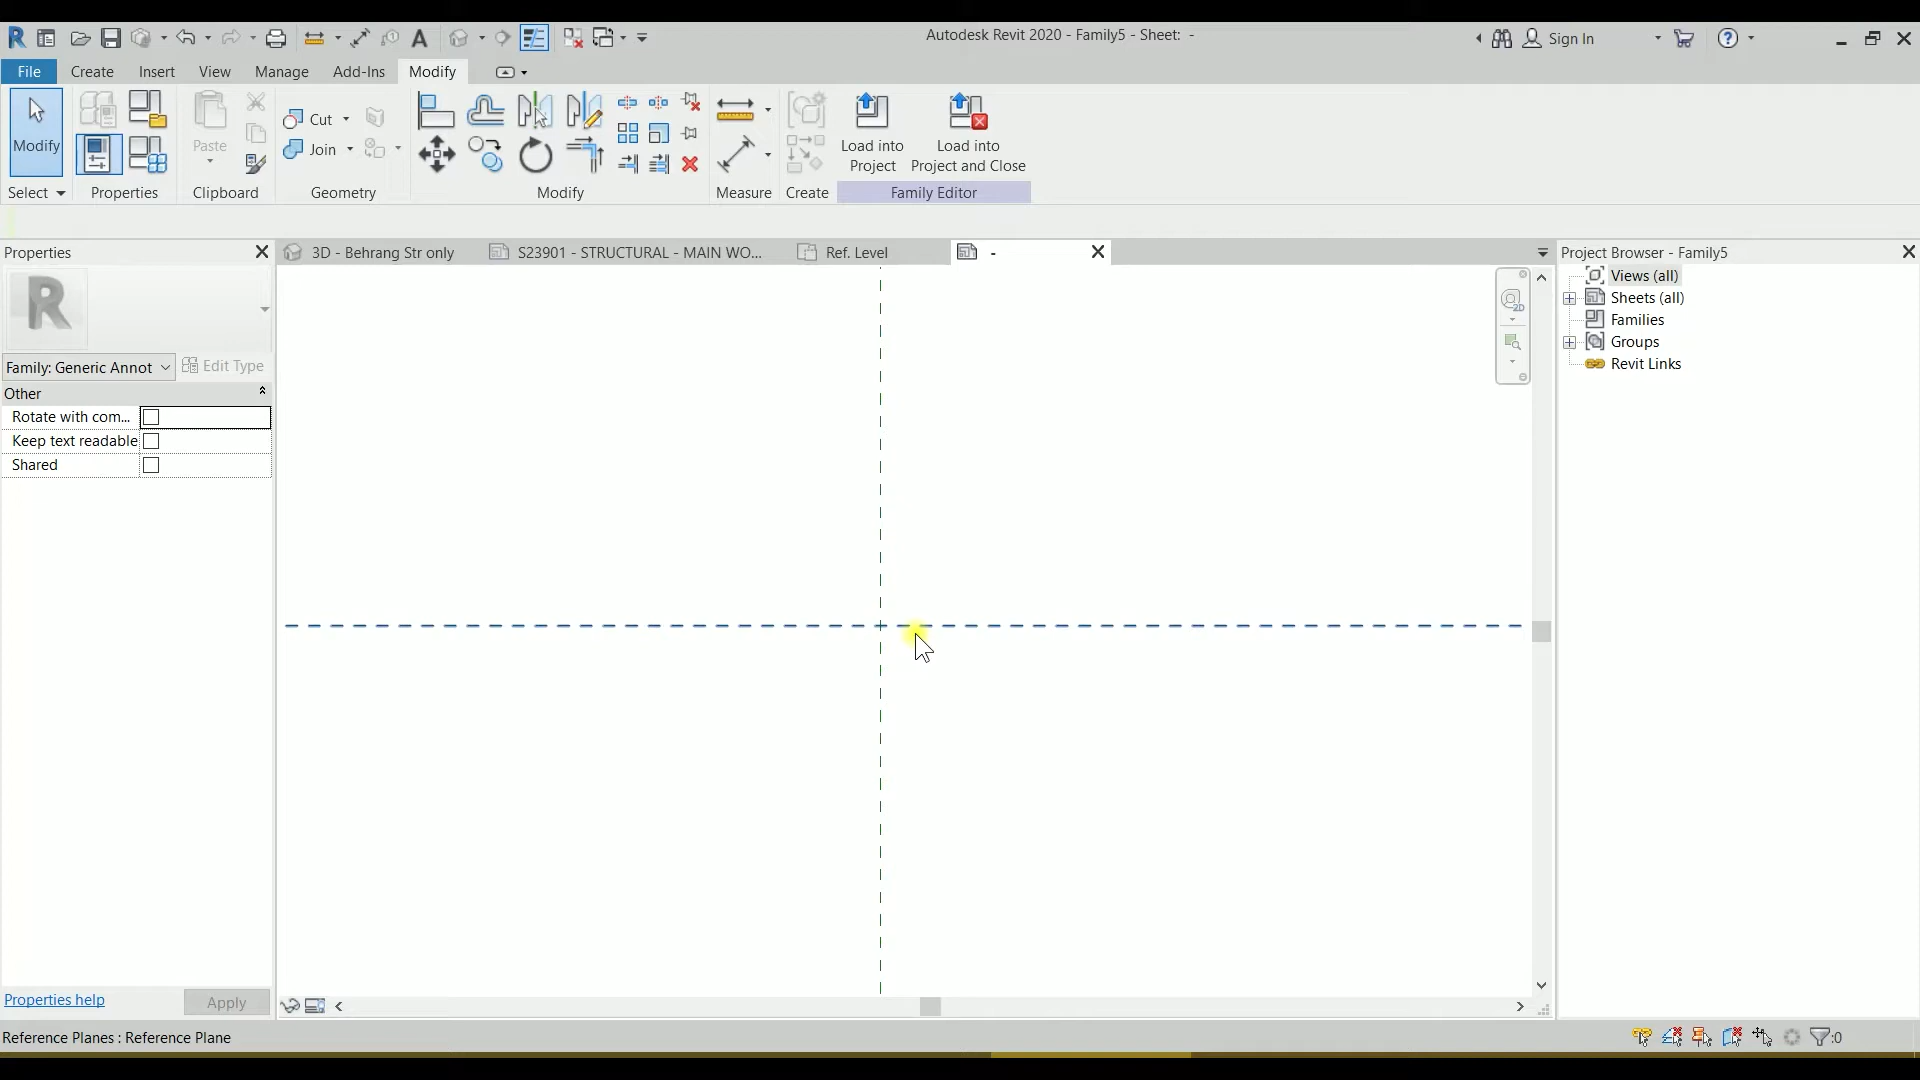 Autodesk Revit 2020 - Family5 - Sheet: -
Sign In
File Create Insert View Manage Add-Ins Modify
Modify
Paste
Cut
Join
Load into Project
Load into Project and Close
Select Properties Clipboard Geometry Modify Measure Create Family Editor
Properties
3D - Behrang Str only
S23901 - STRUCTURAL - MAIN WO...
Ref. Level
-
Project Browser - Family5
R
Family: Generic Annot
Edit Type
Other
Rotate with com...
Keep text readable
Shared
2D
Views (all)
Sheets (all)
Families
Groups
Revit Links
Properties help
Apply
Reference Planes : Reference Plane
:0